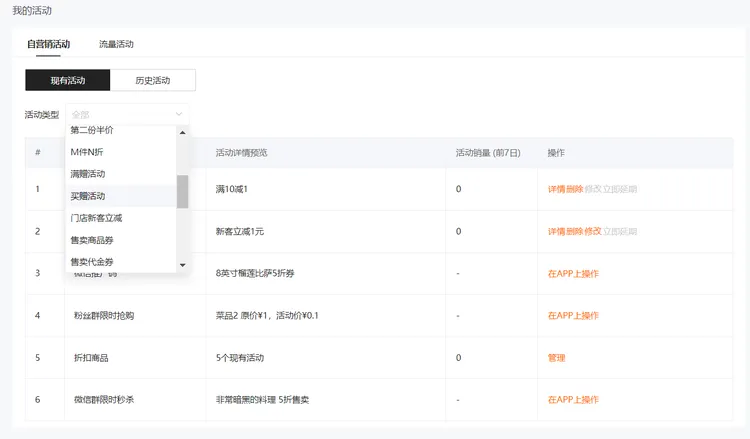 我的活动
自营销活动 流量活动
现有活动 历史活动
活动类型 全部
第二份半价
M件N折
满赠活动
买赠活动
门店新客立减
售卖商品券
售卖代金券
# 活动详情预览 活动销量 (前7日) 操作
1 满10减1 0 详情 删除 修改 立即延期
2 新客立减1元 0 详情 删除 修改 立即延期
3 8英寸榴莲比萨5折券 - 在APP上操作
4 粉丝群限时抢购 菜品2 原价¥1，活动价¥0.1 - 在APP上操作
5 折扣商品 5个现有活动 0 管理
6 微信群限时秒杀 非常暗黑的料理 5折售卖 - 在APP上操作